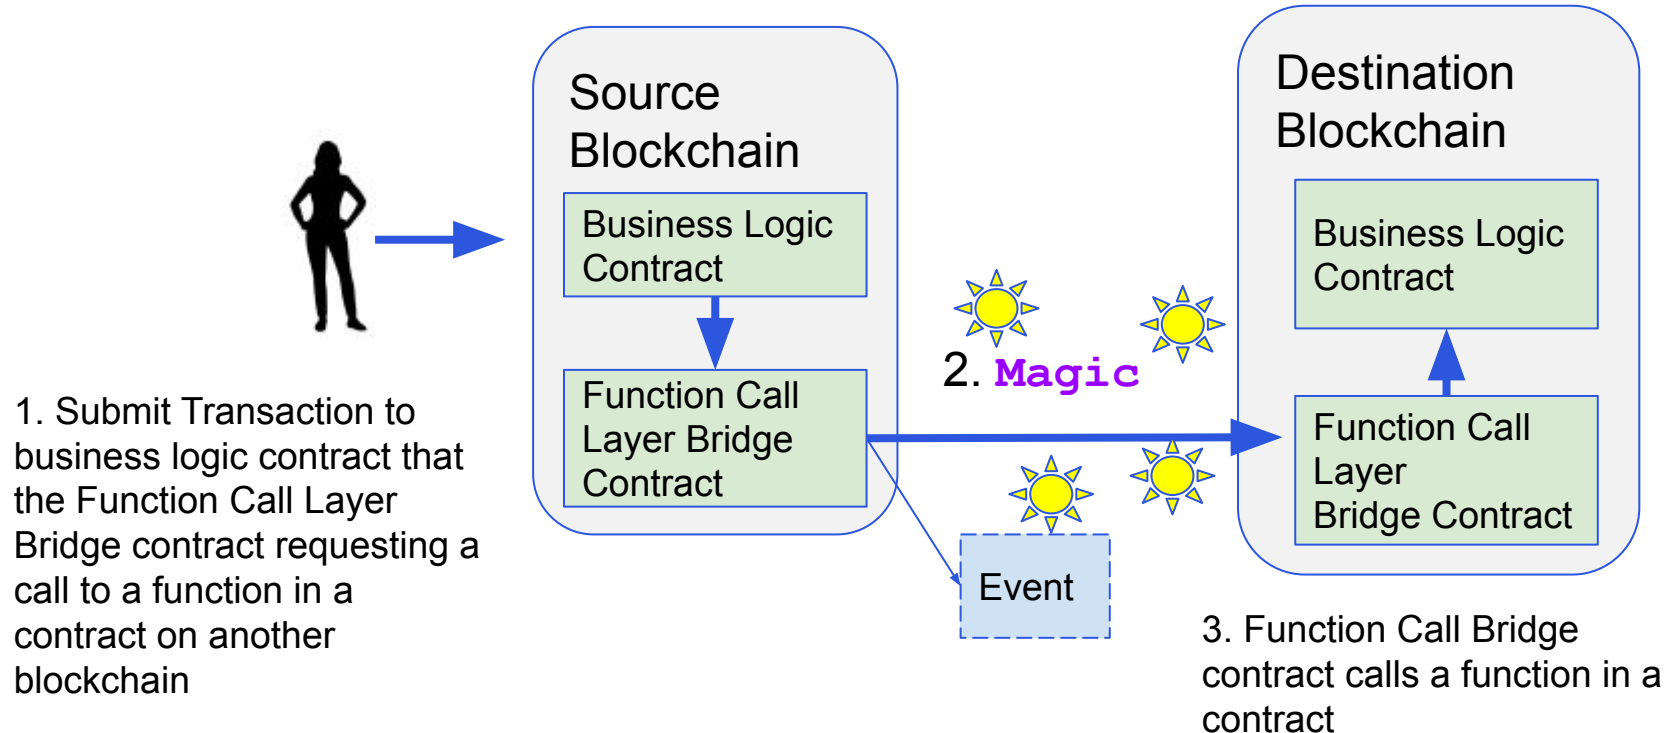 Source
Blockchain
Business Logic
Contract
Function Call
Layer Bridge
Contract
1. Submit Transaction to
business logic contract that
the Function Call Layer
Bridge contract requesting a
call to a function in a
contract on another
blockchain
2. Magic
Event
Destination
Blockchain
Business Logic
Contract
Function Call
Layer
Bridge Contract
3. Function Call Bridge
contract calls a function in a
contract